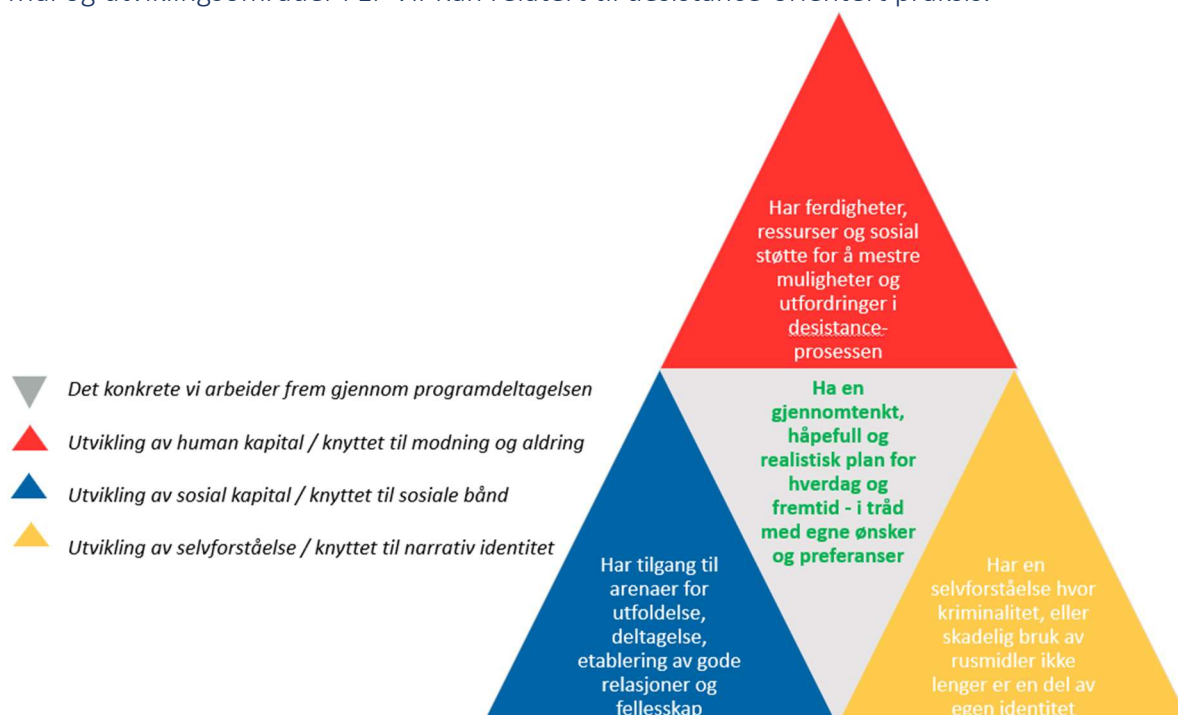 Har ferdigheter,
ressurser og sosial
støtte for å mestre
muligheter og
utfordringer i
desistance-
prosessen
Det konkrete vi arbeider frem gjennom programdeltagelsen
Utvikling av human kapital / knyttet til modning og aldring
Utvikling av sosial kapital / knyttet til sosiale bånd
Utvikling av selvforståelse / knyttet til narrativ identitet
Ha en
gjennomtenkt,
håpefull og
realistisk plan for
hverdag og
fremtid - i tråd
med egne ønsker
og preferanser
Har tilgang til
arenaer for
utfoldelse,
deltagelse,
etablering av gode
relasjoner og
fellesskap
Har en
selvforståelse hvor
kriminalitet, eller
skadelig bruk av
rusmidler ikke
lenger er en del av
egen identitet